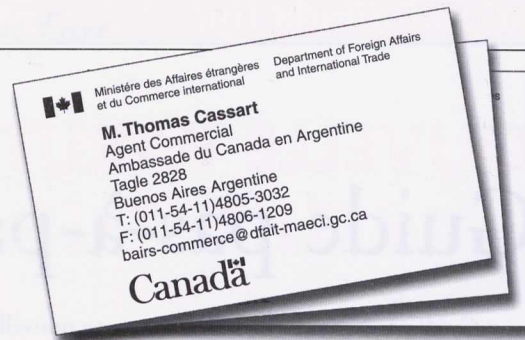 Ministére des Affaires étrangères
et du Commerce international
Department of Foreign Affairs
and International Trade
M. Thomas Cassart
Agent Commercial
Ambassade du Canada en Argentine
Tagle 2828
Buenos Aires Argentine
T: (011-54-11)4805-3032
F: (011-54-11)4806-1209
bairs-commerce@dfait-maeci.gc.ca
Canada